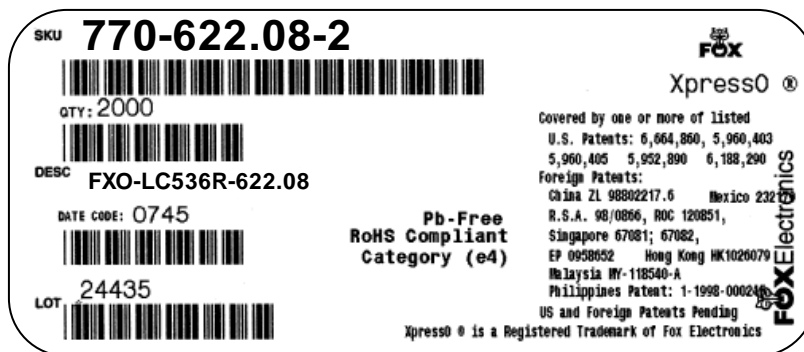 SKU 770-622.08-2
FOX
XpressO ®
QTY: 2000
DESC FXO-LC536R-622.08
DATE CODE: 0745
LOT 24435
Pb-Free
RoHS Compliant
Category (e4)
Covered by one or more of listed
U.S. Patents: 6,664,860, 5,960,403
5,960,405 5,952,890 6,188,290
Foreign Patents:
China ZL 98802217.6 Mexico
R.S.A. 98/0866, ROC 120851,
Singapore 67081; 67082,
EP 0958652 Hong Kong HK1026079
Malaysia MY-118540-A
Philippines Patent:
US and Foreign Patents Pending
XpressO ® is a Registered Trademark of Fox Electronics
FOXElectronics